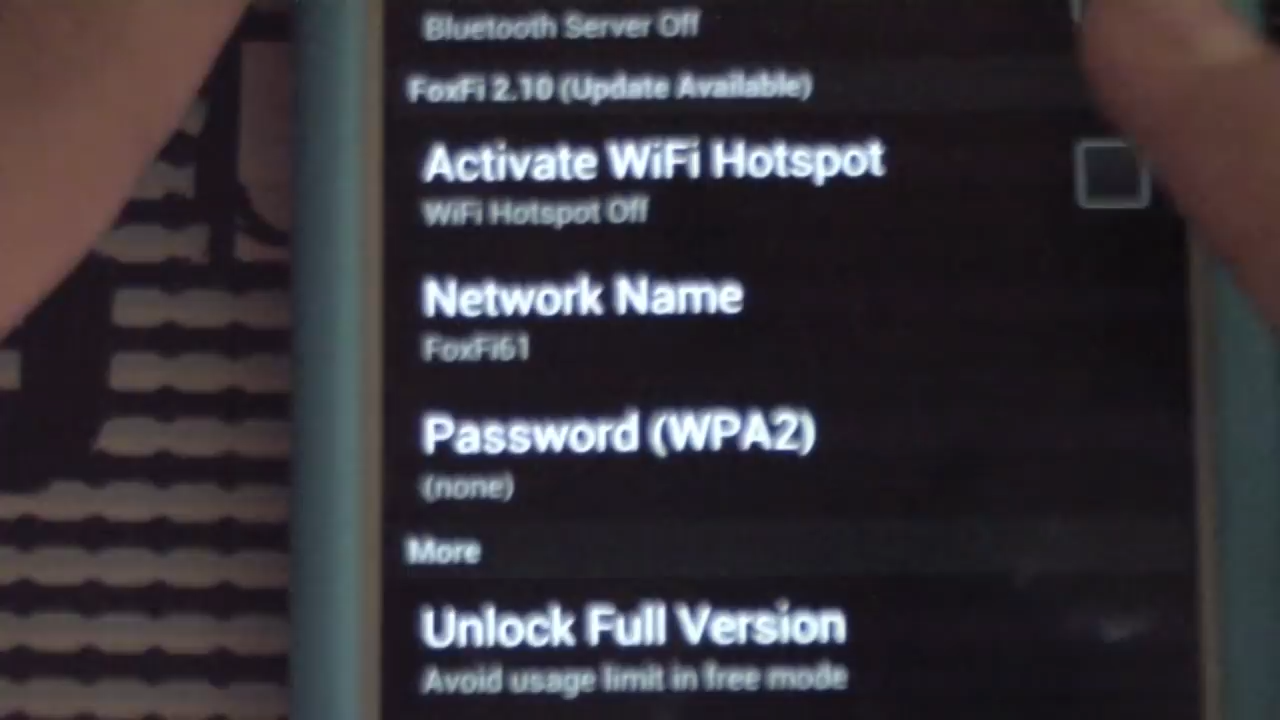 Bluetooth Server Off
FoxFi 2.10 (Update Available)
Activate WiFi Hotspot
WiFi Hotspot Off
Network Name
FoxFi61
Password (WPA2)
(none)
More
Unlock Full Version
Avoid usage limit in free mode